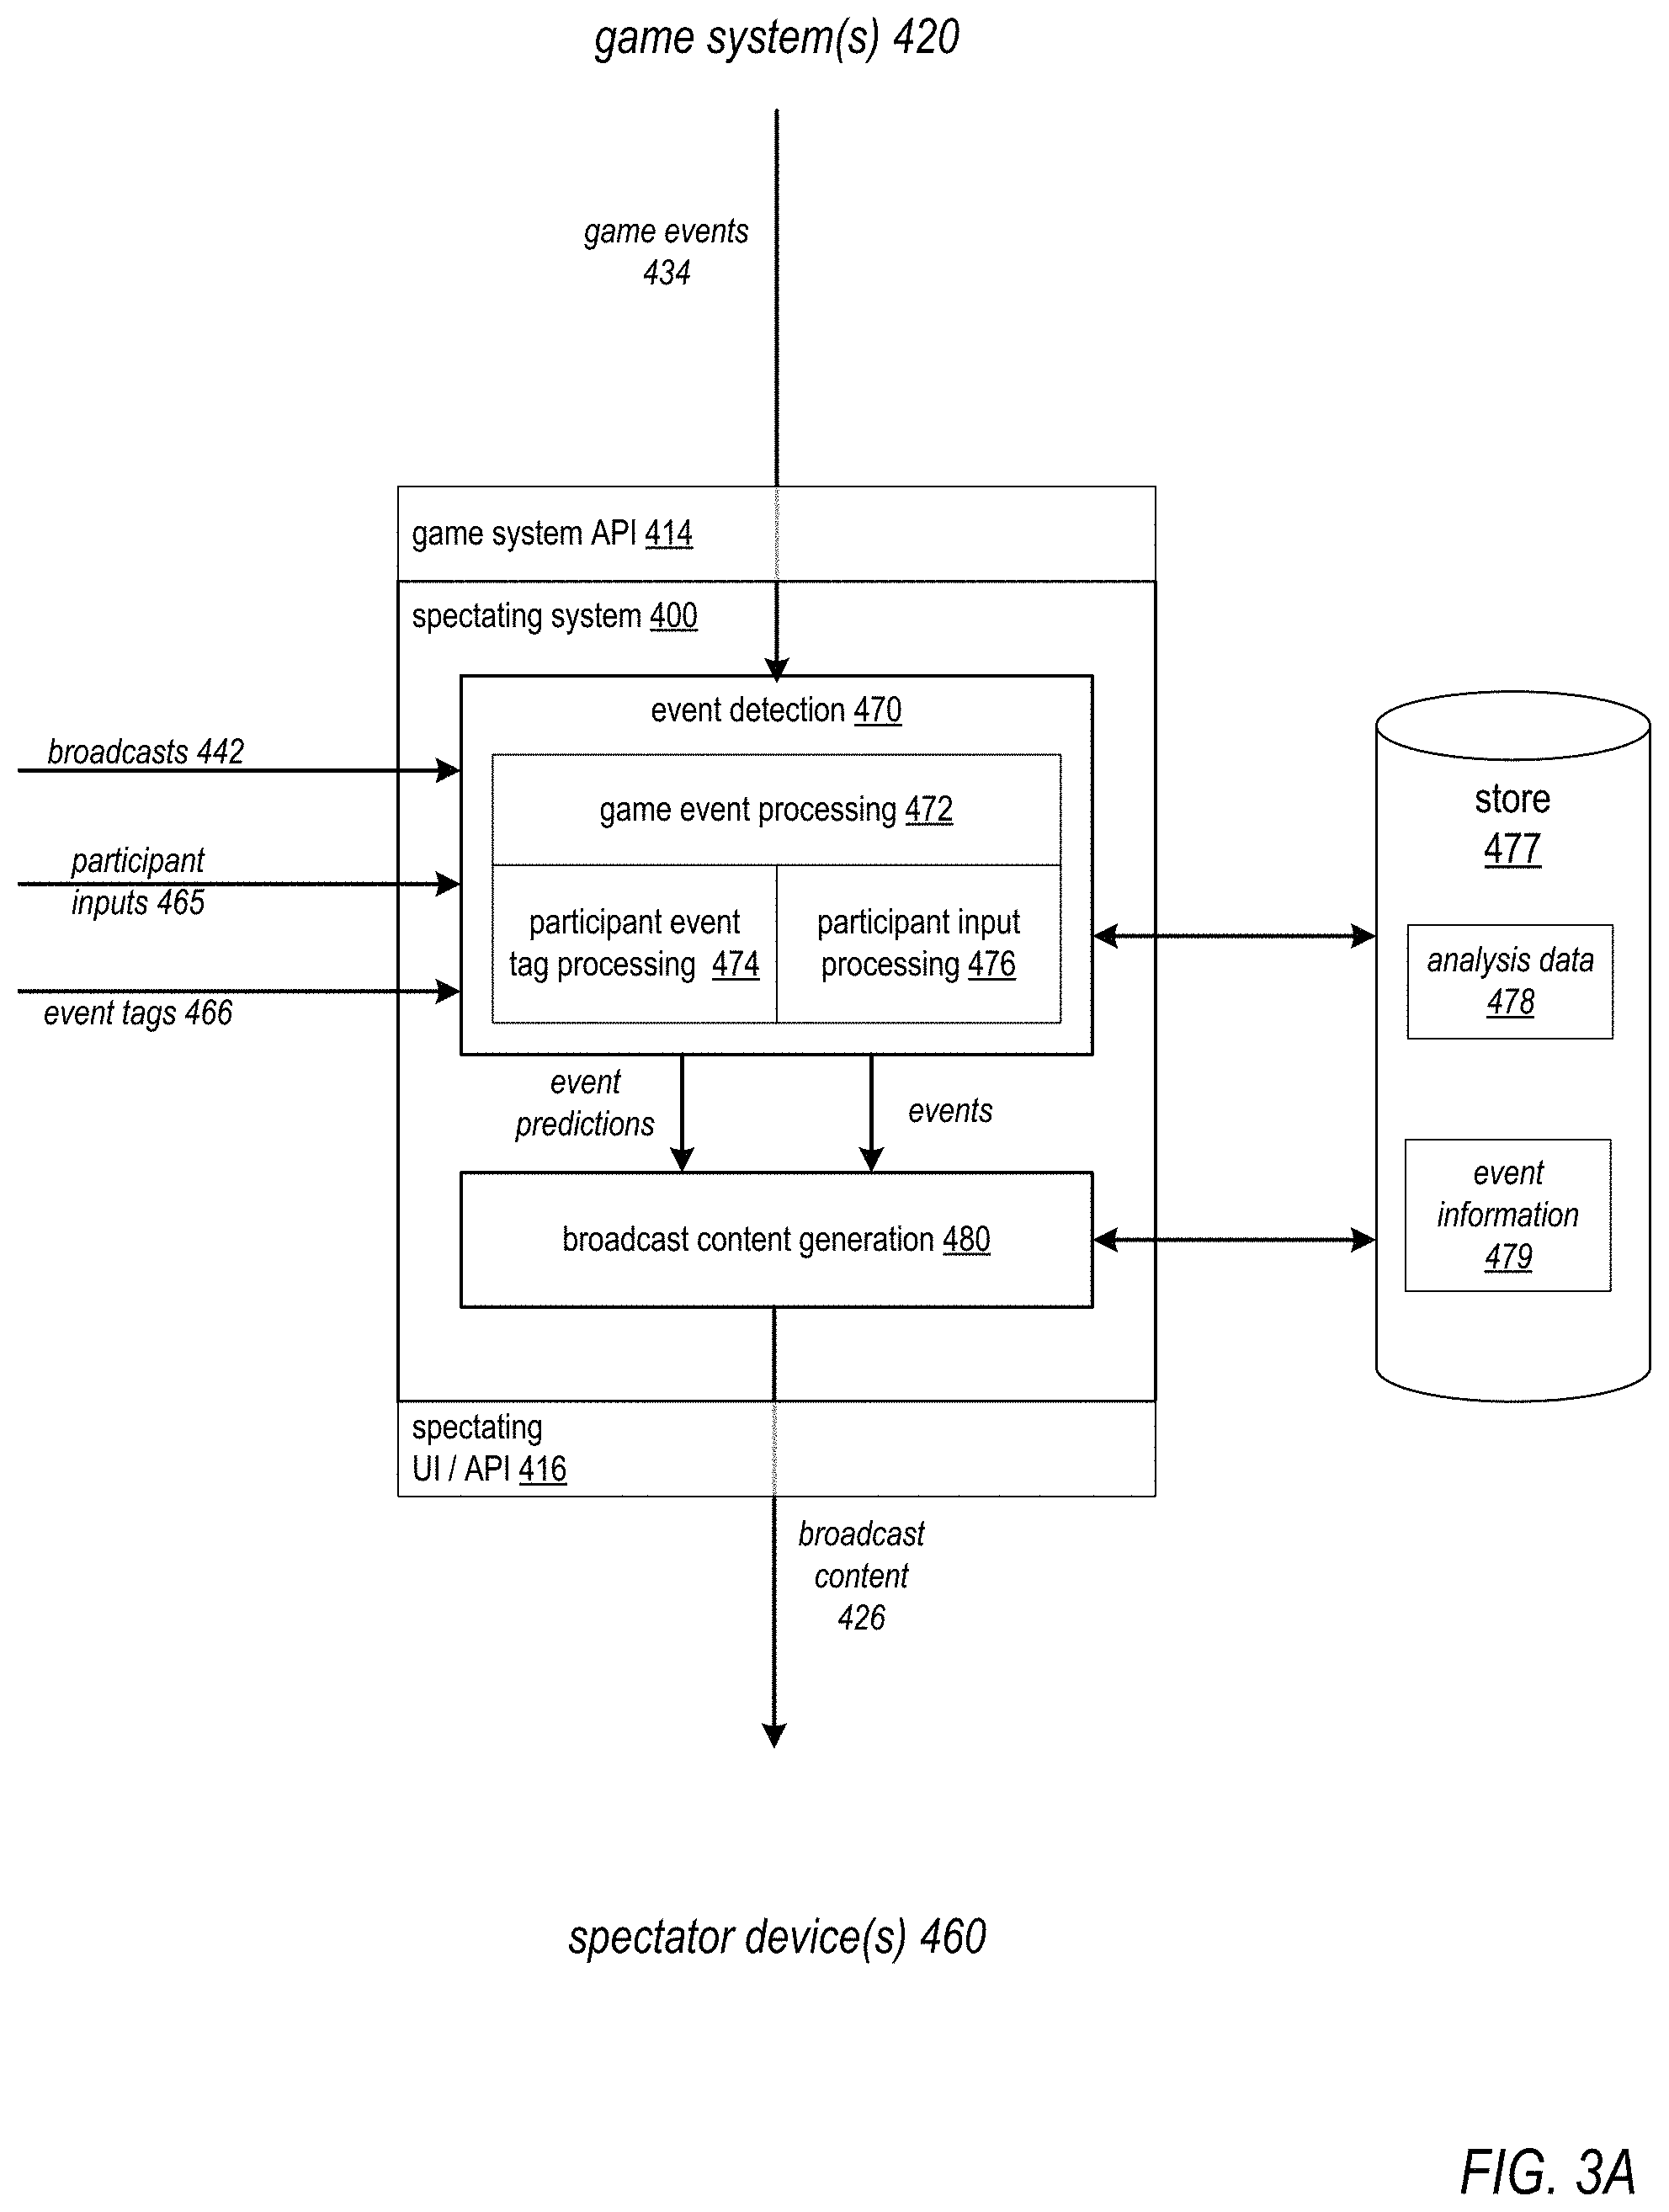 game system(s) 420
game events
434
game system API 414
spectating system 400
event detection 470
broadcasts 442
game event processing 472
store
477
participant
inputs 465
participant event
tag processing 474
participant input
processing 476
analysis data
478
event tags 466
event
predictions
events
broadcast content generation 480
event
information
479
spectating
UI / API 416
broadcast
content
426
spectator device(s) 460
FIG. 3A